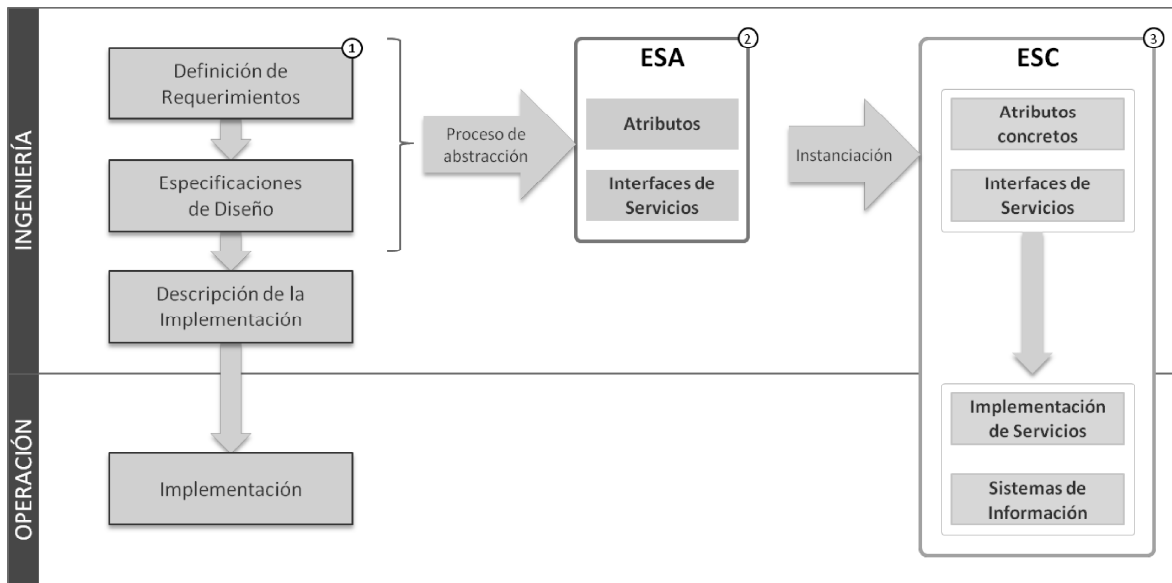 INGENIERÍA
1
Definición de
Requerimientos
Especificaciones
de Diseño
Descripción de la
Implementación
Proceso de
abstracción
2
ESA
Atributos
Interfaces de
Servicios
Instanciación
3
ESC
Atributos
concretos
Interfaces de
Servicios
OPERACIÓN
Implementación
Implementación
de Servicios
Sistemas de
Información